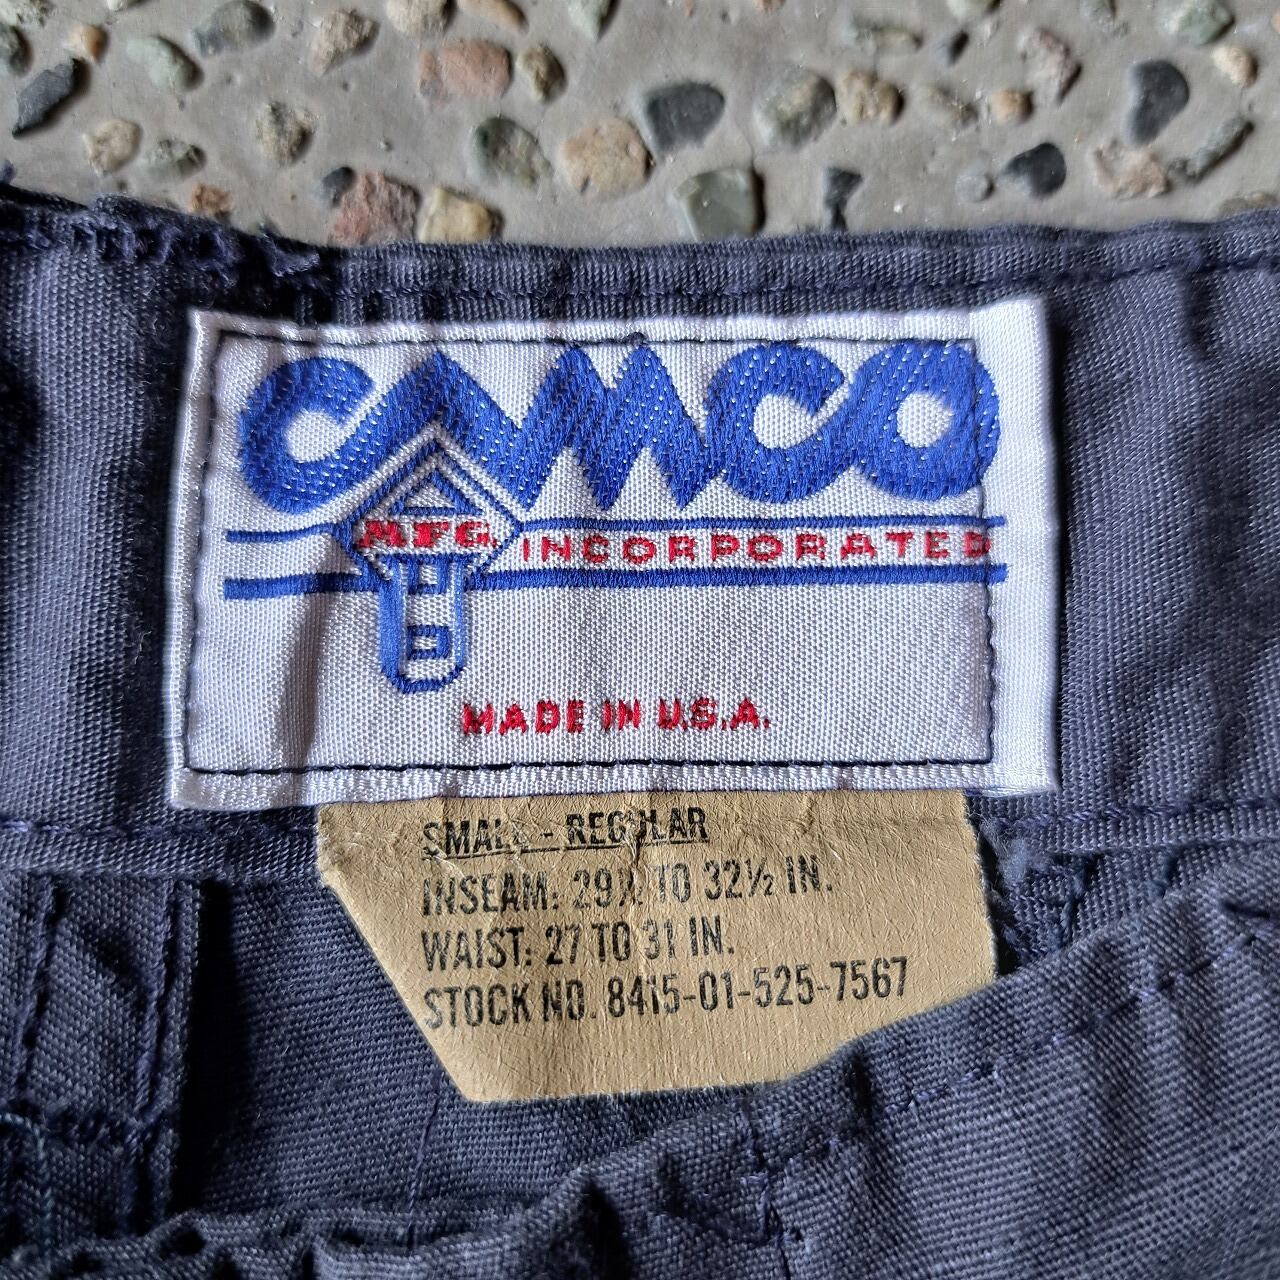 CAMCO
MFG. INCORPORATED
MADE IN U.S.A.
SMALL - REGULAR
INSEAM: 29½ TO 32½ IN.
WAIST: 27 TO 31 IN.
STOCK NO. 8415-01-525-7567